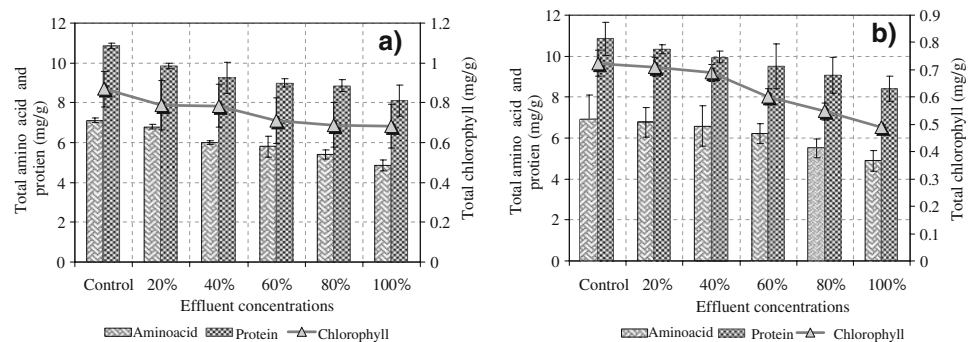 a)
12
10
8
6
4
2
0
1.2
1
0.8
0.6
0.4
0.2
0
Total amino acid and
protien (mg/g)
Total chlorophyll (mg/g)
Control 20% 40% 60% 80% 100%
Effluent concentrations
Aminoacid Protein Chlorophyll
b)
12
10
8
6
4
2
0
0.9
0.8
0.7
0.6
0.5
0.4
0.3
0.2
0.1
0
Total amino acid and
protien (mg/g)
Total chlorophyll (mg/g)
Control 20% 40% 60% 80% 100%
Effluent concentrations
Aminoacid Protein Chlorophyll